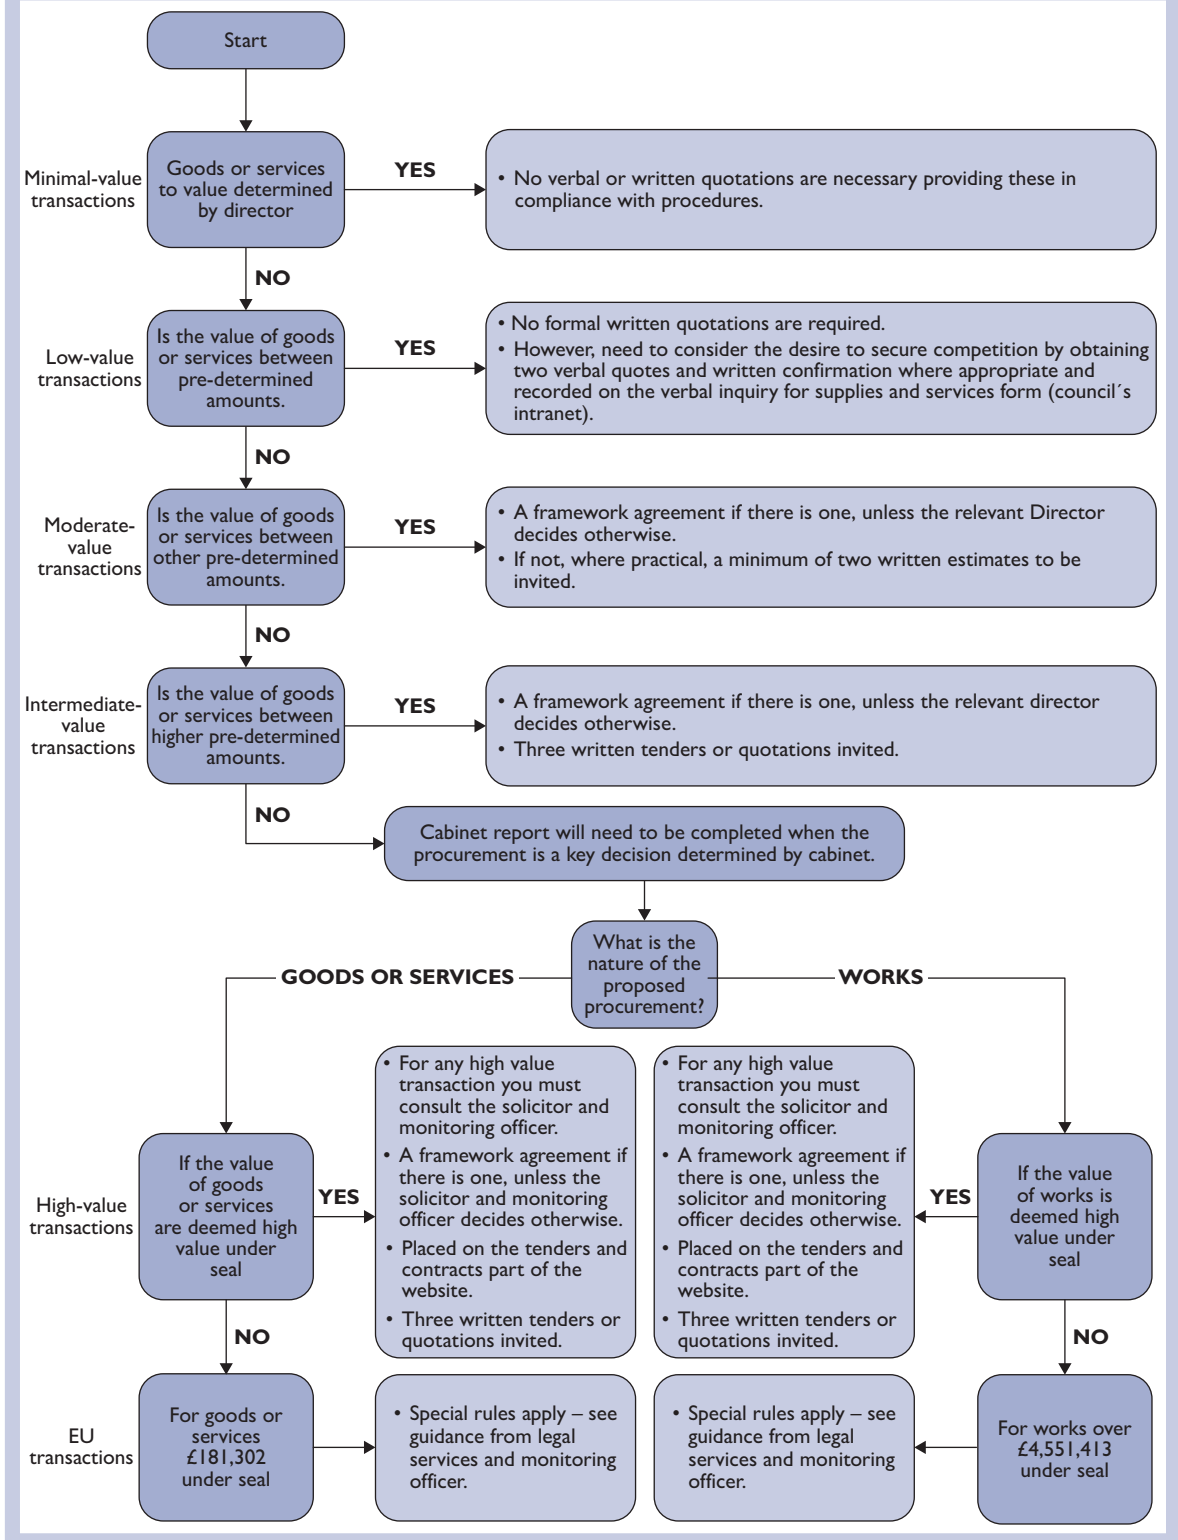 Start
Minimal-value
transactions
Goods or services
to value determined
by director
YES
• No verbal or written quotations are necessary providing these in
compliance with procedures.
NO
Low-value
transactions
Is the value of goods
or services between
pre-determined
amounts.
YES
• No formal written quotations are required.
• However, need to consider the desire to secure competition by obtaining
two verbal quotes and written confirmation where appropriate and
recorded on the verbal inquiry for supplies and services form (council´s
intranet).
NO
Moderate-
value
transactions
Is the value of goods
or services between
other pre-determined
amounts.
YES
• A framework agreement if there is one, unless the relevant Director
decides otherwise.
• If not, where practical, a minimum of two written estimates to be
invited.
NO
Intermediate-
value
transactions
Is the value of goods
or services between
higher pre-determined
amounts.
YES
• A framework agreement if there is one, unless the relevant director
decides otherwise.
• Three written tenders or quotations invited.
NO
Cabinet report will need to be completed when the
procurement is a key decision determined by cabinet.
What is the
nature of the
proposed
procurement?
GOODS OR SERVICES
WORKS
High-value
transactions
If the value
of goods
or services
are deemed high
value under
seal
YES
• For any high value
transaction you must
consult the solicitor and
monitoring officer.
• A framework agreement if
there is one, unless the
solicitor and monitoring
officer decides otherwise.
• Placed on the tenders and
contracts part of the
website.
• Three written tenders or
quotations invited.
• For any high value
transaction you must
consult the solicitor and
monitoring officer.
• A framework agreement if
there is one, unless the
solicitor and monitoring
officer decides otherwise.
• Placed on the tenders and
contracts part of the
website.
• Three written tenders or
quotations invited.
YES
If the value
of works is
deemed high
value under
seal
NO
NO
EU
transactions
For goods or
services
£181,302
under seal
• Special rules apply – see
guidance from legal
services and monitoring
officer.
• Special rules apply – see
guidance from legal
services and monitoring
officer.
For works over
£4,551,413
under seal